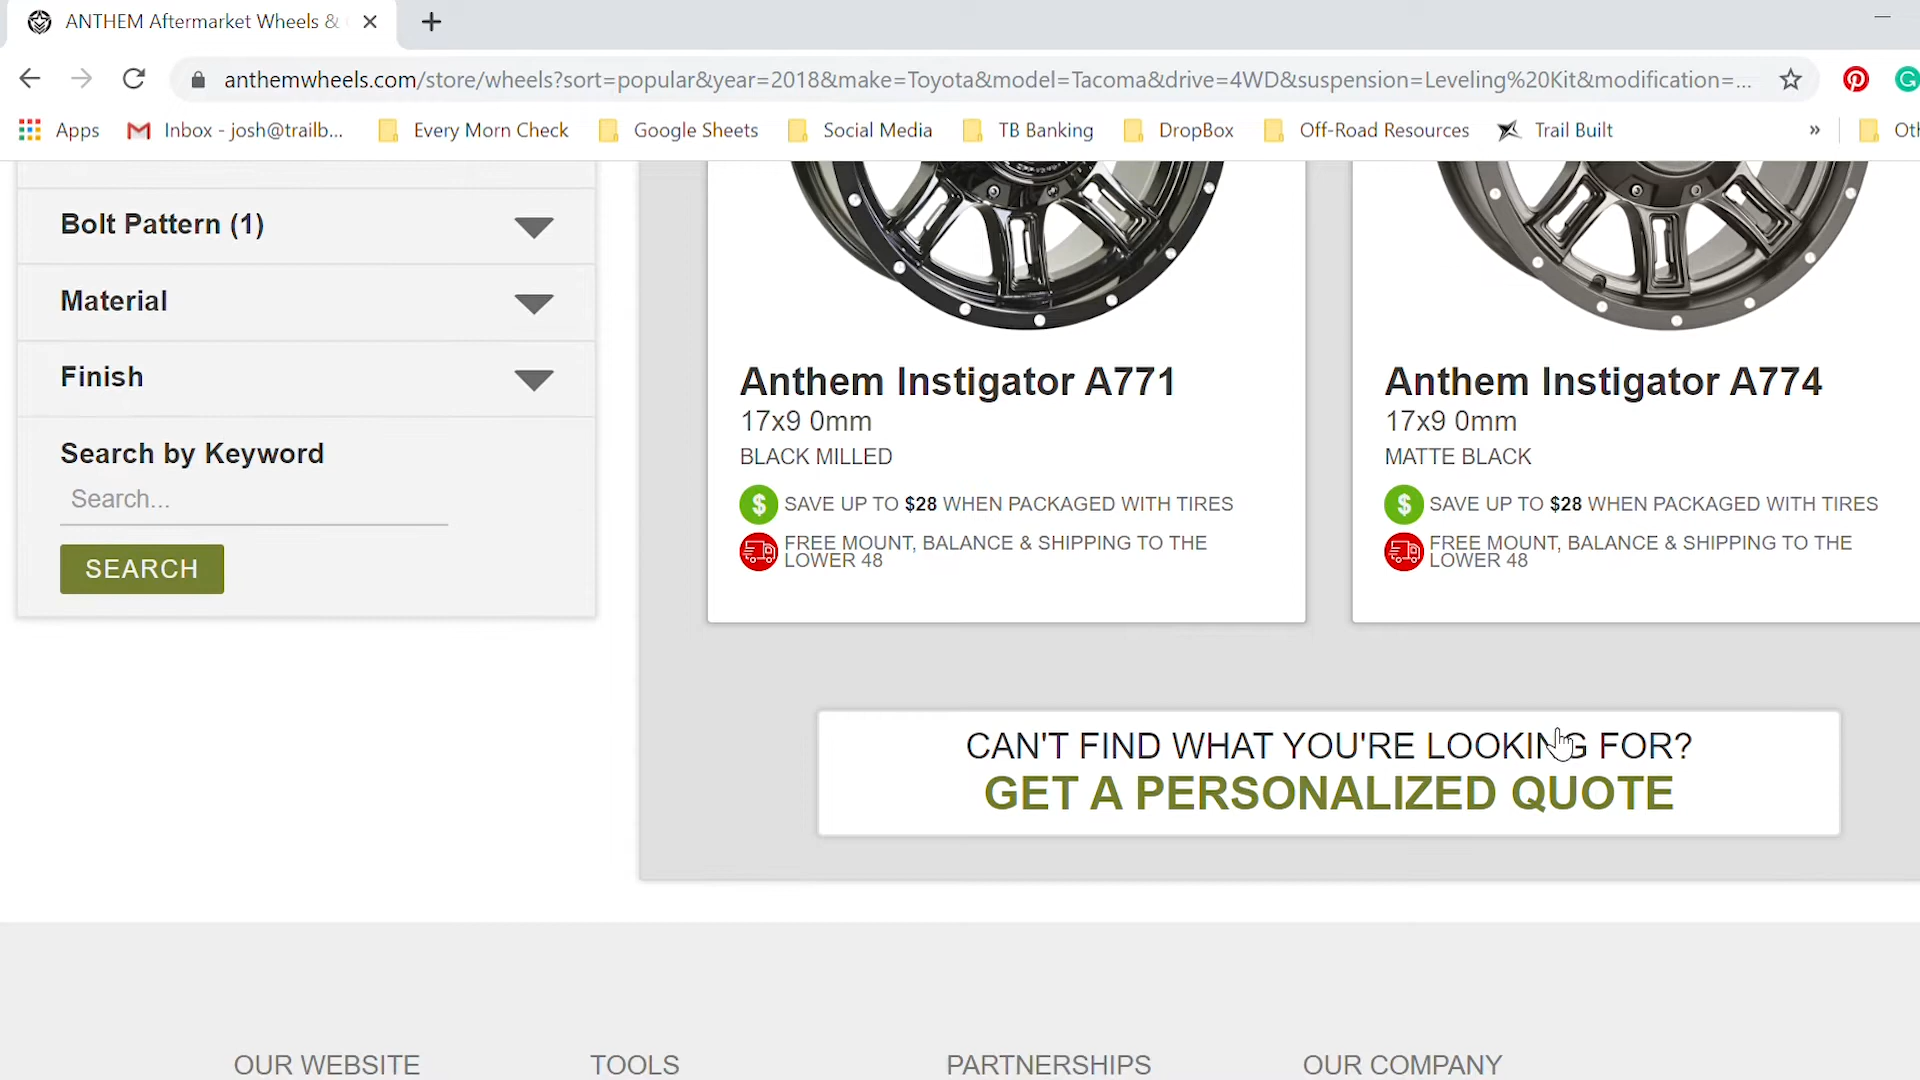 ANTHEM Aftermarket Wheels &
anthemwheels.com/store/wheels?sort=popular&year=2018&make=Toyota&model=Tacoma&drive=4WD&suspension=Leveling%20Kit&modification=...
Apps
Inbox - josh@trailb...
Every Morn Check
Google Sheets
Social Media
TB Banking
DropBox
Off-Road Resources
Trail Built
»
Bolt Pattern (1)
Material
Finish
Search by Keyword
Search...
SEARCH
Anthem Instigator A771
17x9 0mm
BLACK MILLED
$ SAVE UP TO $28 WHEN PACKAGED WITH TIRES
FREE MOUNT, BALANCE & SHIPPING TO THE
LOWER 48
Anthem Instigator A774
17x9 0mm
MATTE BLACK
$ SAVE UP TO $28 WHEN PACKAGED WITH TIRES
FREE MOUNT, BALANCE & SHIPPING TO THE
LOWER 48
CAN'T FIND WHAT YOU'RE LOOKING FOR?
GET A PERSONALIZED QUOTE
OUR WEBSITE
TOOLS
PARTNERSHIPS
OUR COMPANY